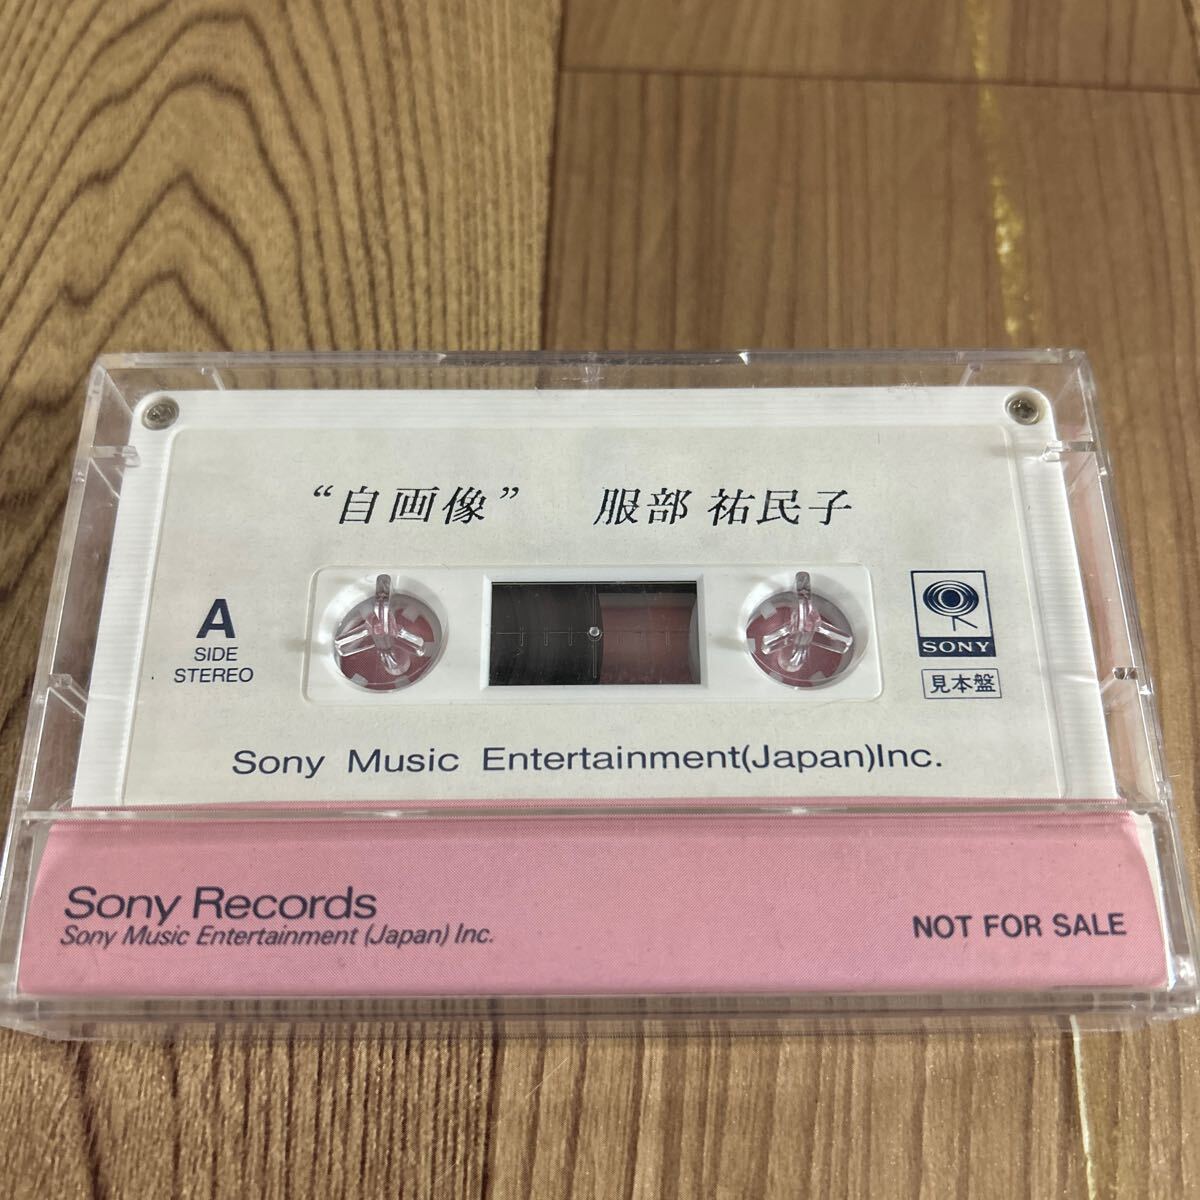 “自画像” 服部 祐民子
A
SIDE
STEREO
SONY
見本盤
Sony Music Entertainment(Japan)Inc.
Sony Records
Sony Music Entertainment (Japan) Inc.
NOT FOR SALE